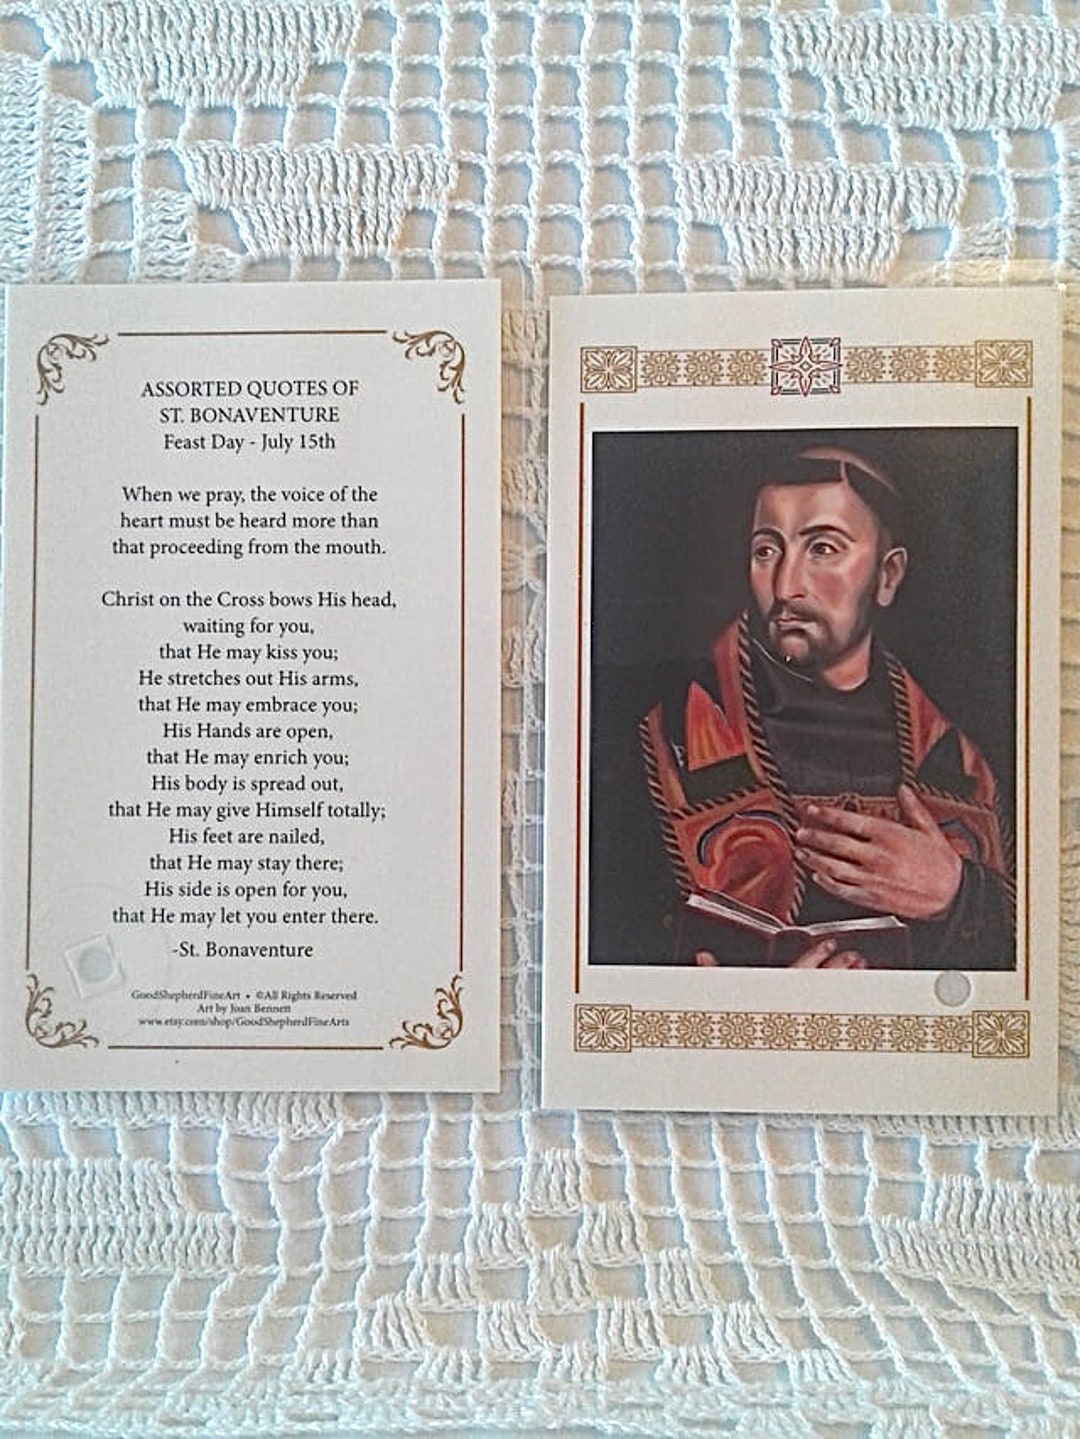 ASSORTED QUOTES OF
ST. BONAVENTURE
Feast Day - July 15th
When we pray, the voice of the
heart must be heard more than
that proceeding from the mouth.
Christ on the Cross bows His head,
waiting for you,
that He may kiss you;
He stretches out His arms,
that He may embrace you;
His Hands are open,
that He may enrich you;
His body is spread out,
that He may give Himself totally;
His feet are nailed,
that He may stay there;
His side is open for you,
that He may let you enter there.
-St. Bonaventure
GoodShepherdFineArt • ©All Rights Reserved
Art by Joan Bennett
www.etsy.com/shop/GoodShepherdFineArts